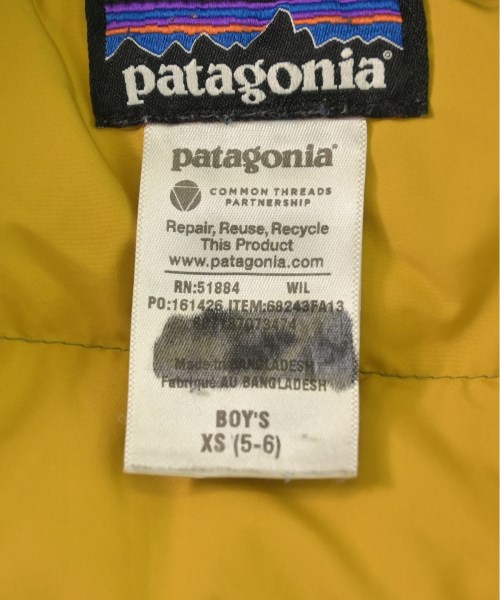 patagonia®
patagonia®
COMMON THREADS
PARTNERSHIP
Repair, Reuse, Recycle
This Product
www.patagonia.com
RN:51884 WIL
PO:161426 ITEM:68243FA13
Made in BANGLADESH
Fabriqué AU BANGLADESH
BOY'S
XS (5-6)